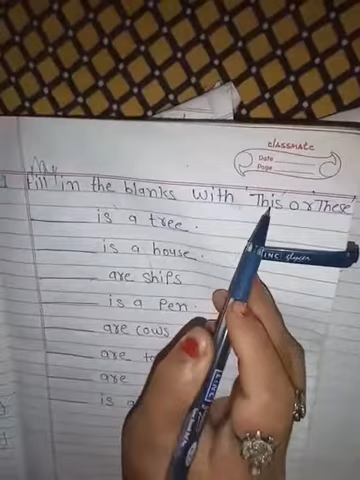 classmate
Date
Page
Fill in the blanks with This or These
is a tree.
is a house.
are ships
is a pen.
are cows
are
are
is a
LINC